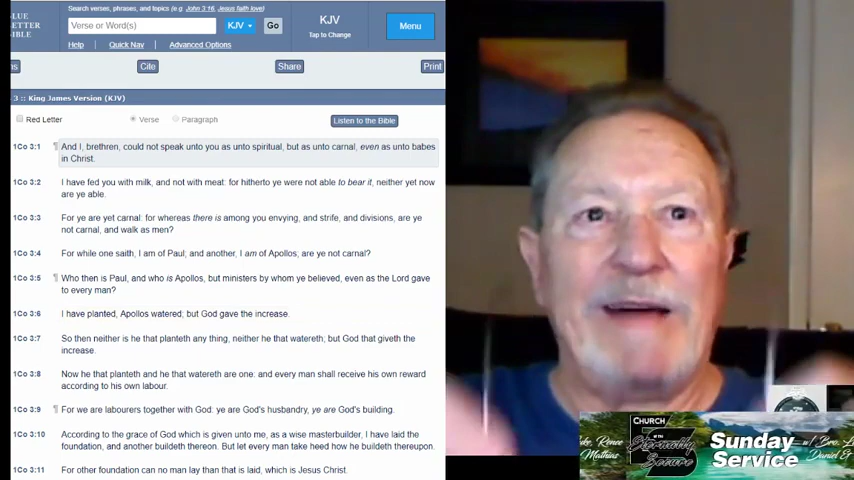 BLUE
LETTER
BIBLE
Search verses, phrases, and topics (e.g. John 3:16, Jesus faith love)
Verse or Word(s)
KJV
Go
Help
Quick Nav
Advanced Options
KJV
Tap to Change
Menu
Cite
Share
Print
3 :: King James Version (KJV)
Red Letter
Verse
Paragraph
Listen to the Bible
1Co 3:1 ¶ And I, brethren, could not speak unto you as unto spiritual, but as unto carnal, even as unto babes
in Christ.
1Co 3:2 I have fed you with milk, and not with meat: for hitherto ye were not able to bear it, neither yet now
are ye able.
1Co 3:3 For ye are yet carnal: for whereas there is among you envying, and strife, and divisions, are ye
not carnal, and walk as men?
1Co 3:4 For while one saith, I am of Paul; and another, I am of Apollos; are ye not carnal?
1Co 3:5 ¶ Who then is Paul, and who is Apollos, but ministers by whom ye believed, even as the Lord gave
to every man?
1Co 3:6 I have planted, Apollos watered; but God gave the increase.
1Co 3:7 So then neither is he that planteth any thing, neither he that watereth; but God that giveth the
increase.
1Co 3:8 Now he that planteth and he that watereth are one: and every man shall receive his own reward
according to his own labour.
1Co 3:9 ¶ For we are labourers together with God: ye are God's husbandry, ye are God's building.
1Co 3:10 According to the grace of God which is given unto me, as a wise masterbuilder, I have laid the
foundation, and another buildeth thereon. But let every man take heed how he buildeth thereupon.
1Co 3:11 For other foundation can no man lay than that is laid, which is Jesus Christ.
CHURCH
Eternally
Secure
Renee
Mathias
Sunday
Service
w/ Bro.
Daniel &